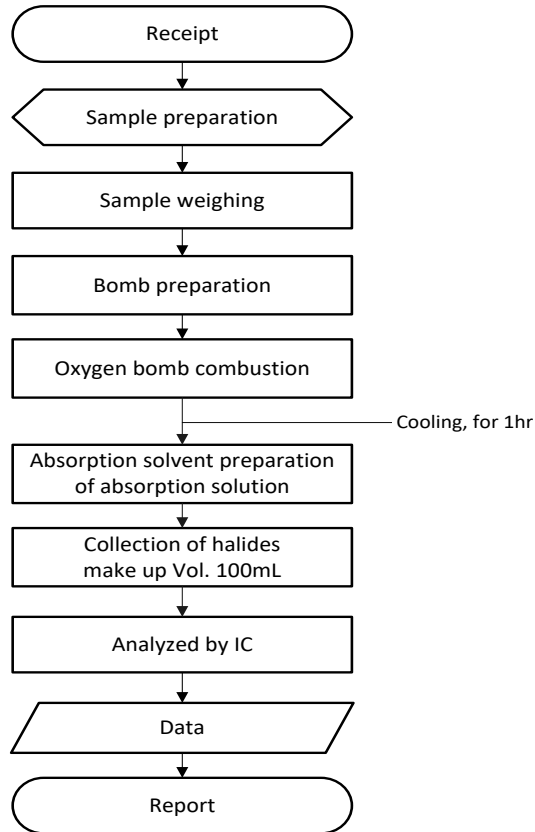 Receipt
Sample preparation
Sample weighing
Bomb preparation
Oxygen bomb combustion
Cooling, for 1hr
Absorption solvent preparation
of absorption solution
Collection of halides
make up Vol. 100mL
Analyzed by IC
Data
Report